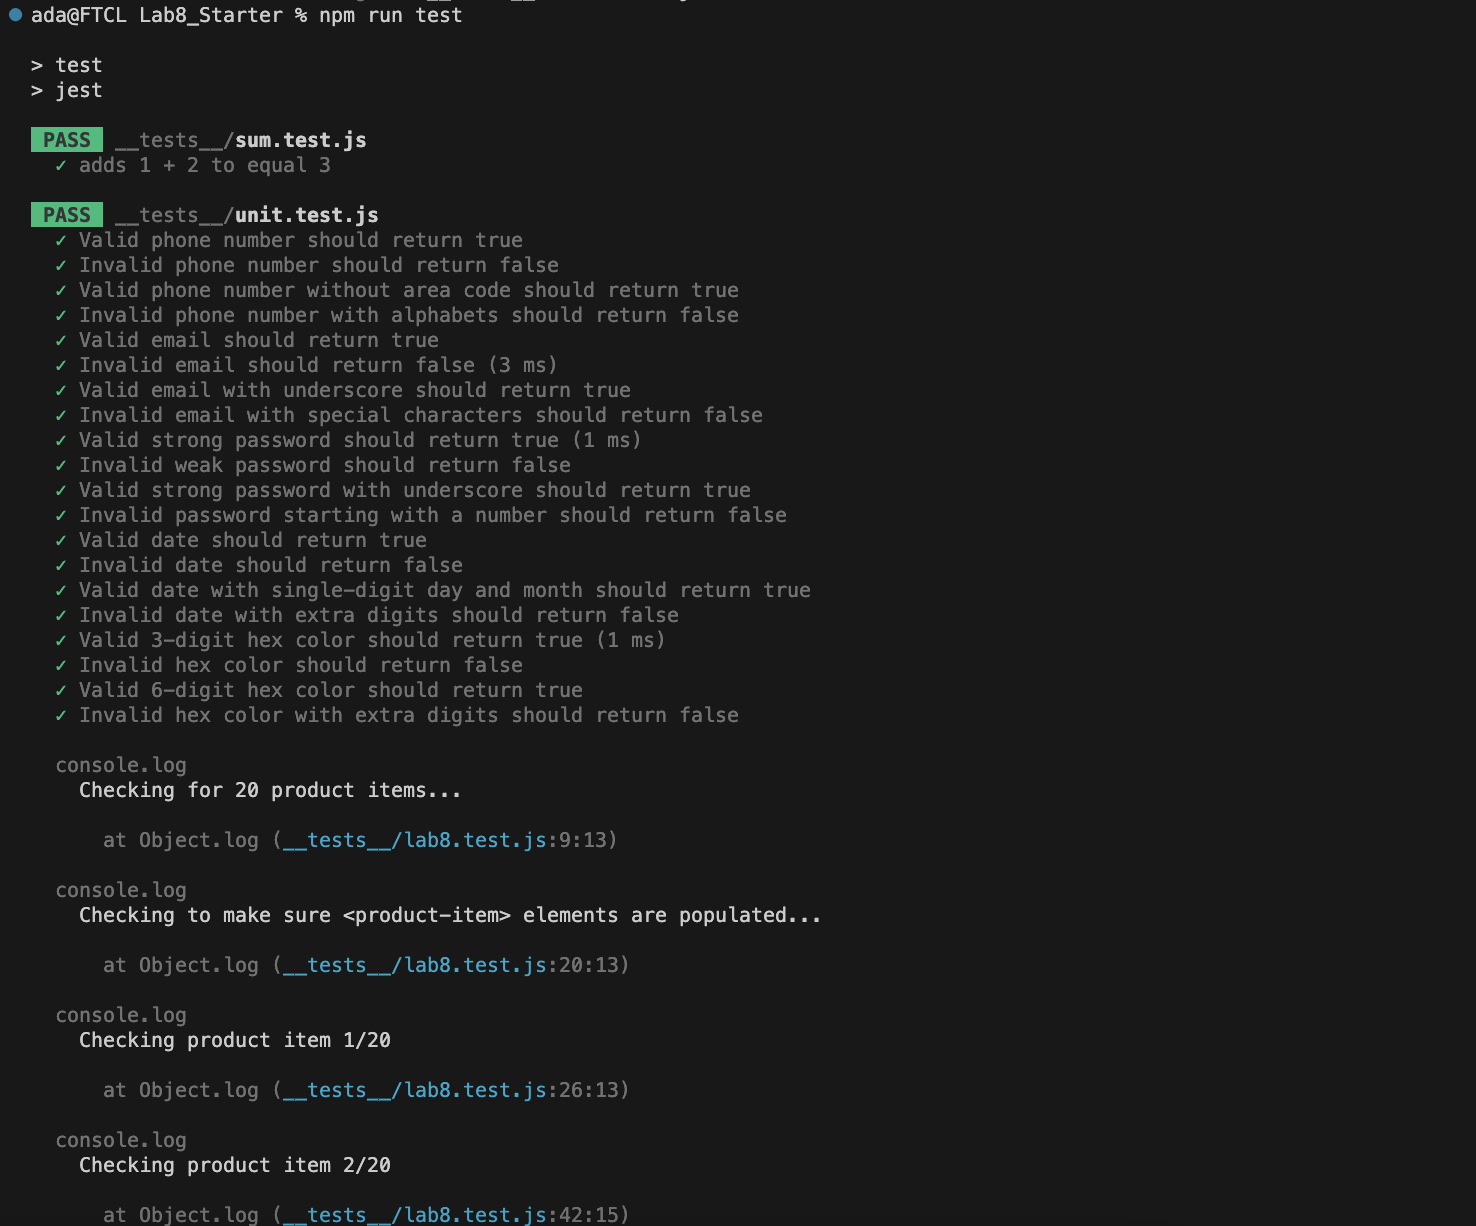 ada@FTCL Lab8_Starter % npm run test
> test
> jest
PASS __tests__/sum.test.js
✓ adds 1 + 2 to equal 3
PASS __tests__/unit.test.js
✓ Valid phone number should return true
✓ Invalid phone number should return false
✓ Valid phone number without area code should return true
✓ Invalid phone number with alphabets should return false
✓ Valid email should return true
✓ Invalid email should return false (3 ms)
✓ Valid email with underscore should return true
✓ Invalid email with special characters should return false
✓ Valid strong password should return true (1 ms)
✓ Invalid weak password should return false
✓ Valid strong password with underscore should return true
✓ Invalid password starting with a number should return false
✓ Valid date should return true
✓ Invalid date should return false
✓ Valid date with single-digit day and month should return true
✓ Invalid date with extra digits should return false
✓ Valid 3-digit hex color should return true (1 ms)
✓ Invalid hex color should return false
✓ Valid 6-digit hex color should return true
✓ Invalid hex color with extra digits should return false
console.log
Checking for 20 product items...
at Object.log (__tests__/lab8.test.js:9:13)
console.log
Checking to make sure <product-item> elements are populated...
at Object.log (__tests__/lab8.test.js:20:13)
console.log
Checking product item 1/20
at Object.log (__tests__/lab8.test.js:26:13)
console.log
Checking product item 2/20
at Object.log (__tests__/lab8.test.js:42:15)